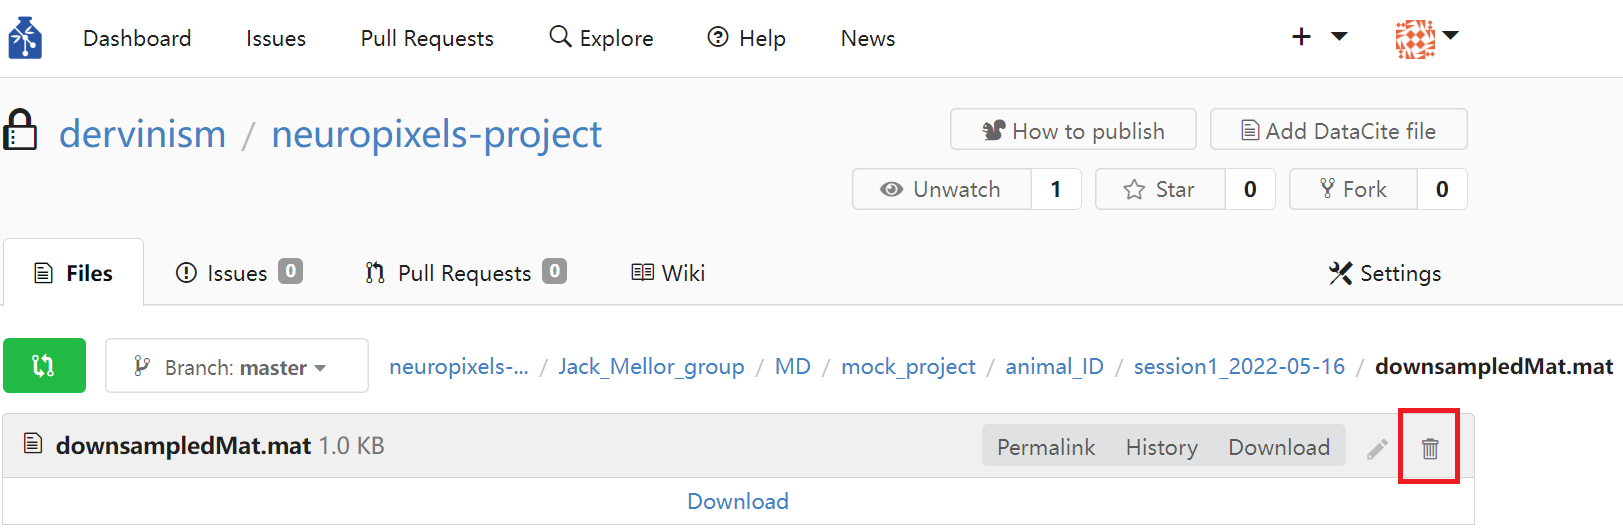 Dashboard Issues Pull Requests Explore Help News
dervinism / neuropixels-project
How to publish Add DataCite file
Unwatch 1 Star 0 Fork 0
Files Issues 0 Pull Requests 0 Wiki Settings
Branch: master neuropixels-... / Jack_Mellor_group / MD / mock_project / animal_ID / session1_2022-05-16 / downsampledMat.mat
downsampledMat.mat 1.0 KB Permalink History Download
Download